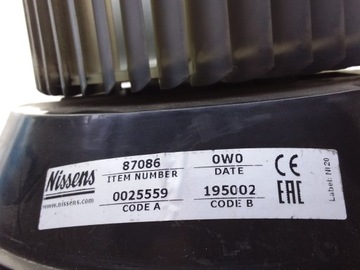 Nissens
www.nissens.com
87086 0W0
ITEM NUMBER DATE
0025559 195002
CODE A CODE B
CE
EAC
Label: NI 20